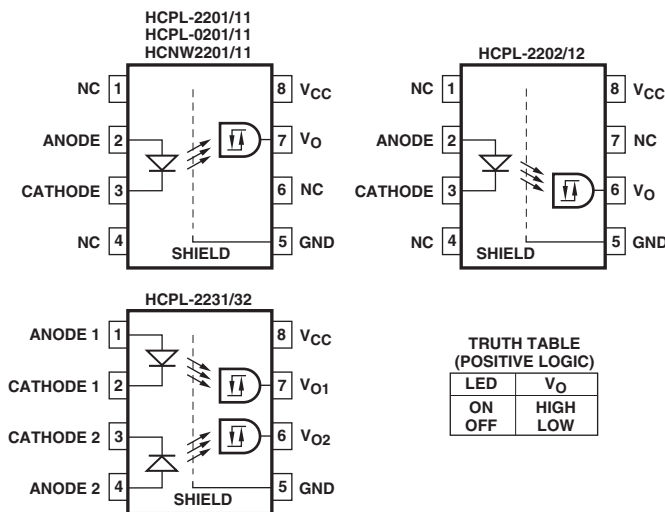 HCPL-2201/11
HCPL-0201/11
HCNW2201/11
NC 1
8 VCC
ANODE 2
7 VO
CATHODE 3
6 NC
NC 4
5 GND
SHIELD
HCPL-2202/12
NC 1
8 VCC
ANODE 2
7 NC
CATHODE 3
6 VO
NC 4
5 GND
SHIELD
HCPL-2231/32
ANODE 1 1
8 VCC
CATHODE 1 2
7 VO1
CATHODE 2 3
6 VO2
ANODE 2 4
5 GND
SHIELD
TRUTH TABLE
(POSITIVE LOGIC)
LED VO
ON HIGH
OFF LOW